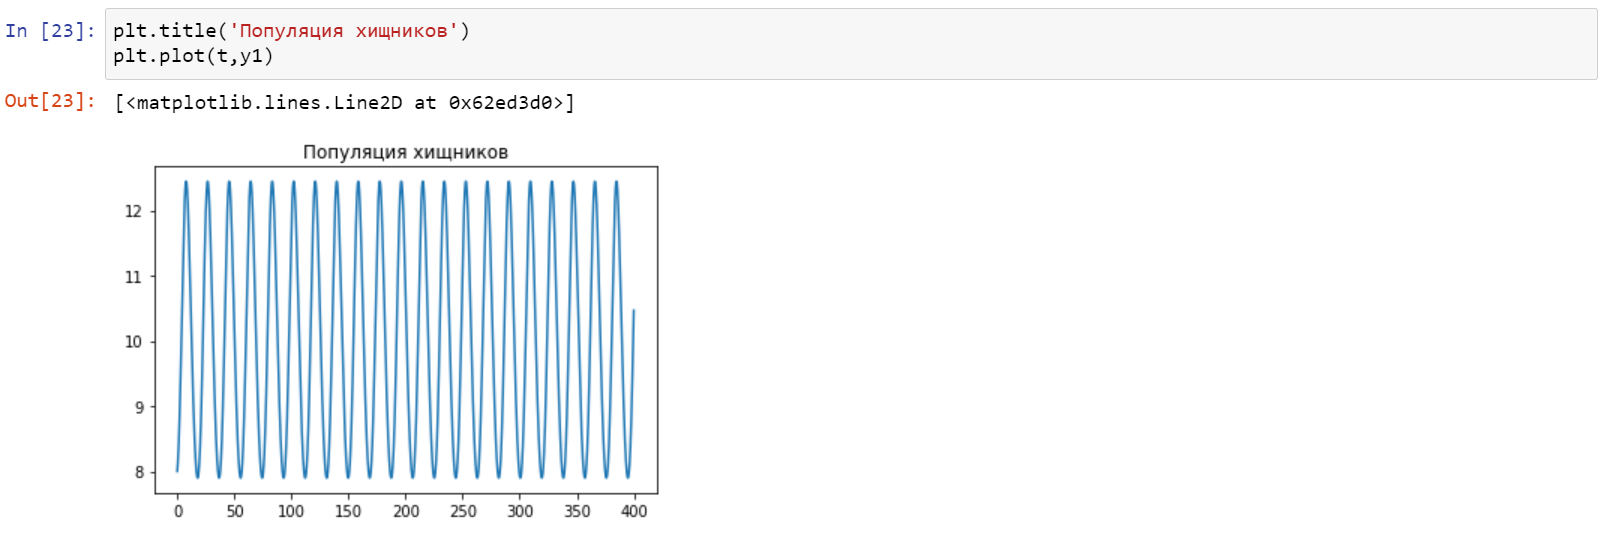 In [23]: plt.title('Популяция хищников')
plt.plot(t,y1)
Out[23]: [<matplotlib.lines.Line2D at 0x62ed3d0>]
Популяция хищников
12
11
10
9
8
0 50 100 150 200 250 300 350 400